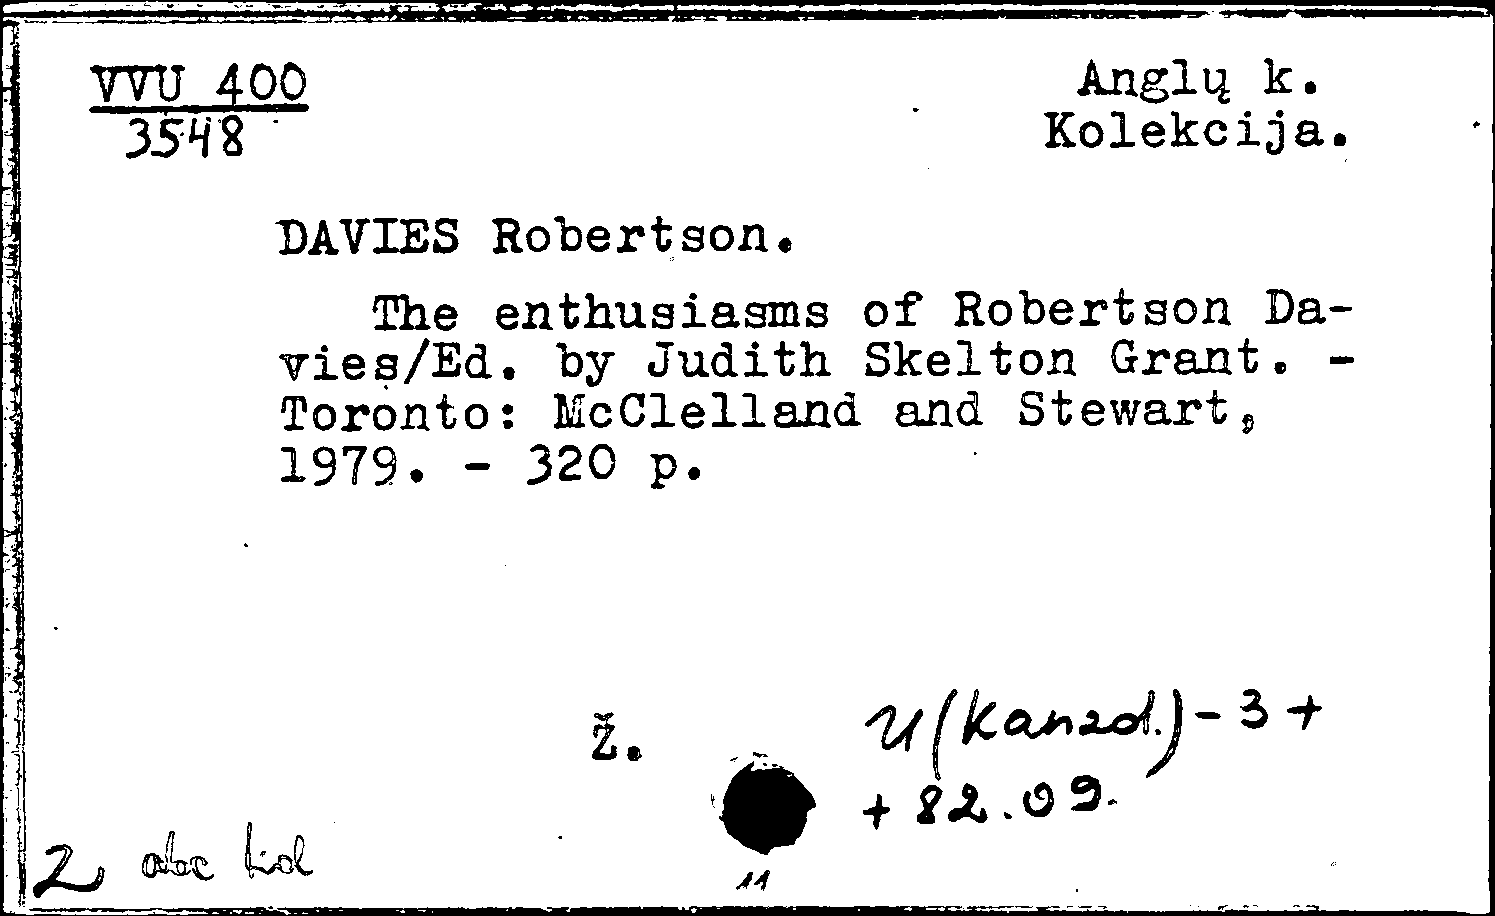 VVU 400
3548
Anglų k.
Kolekcija.
DAVIES Robertson.
The enthusiasms of Robertson Da-
vies/Ed. by Judith Skelton Grant. -
Toronto: McClelland and Stewart,
1979. - 320 p.
Ž.
И(Канад.)-3+
+82.09.
2 abc kol
11